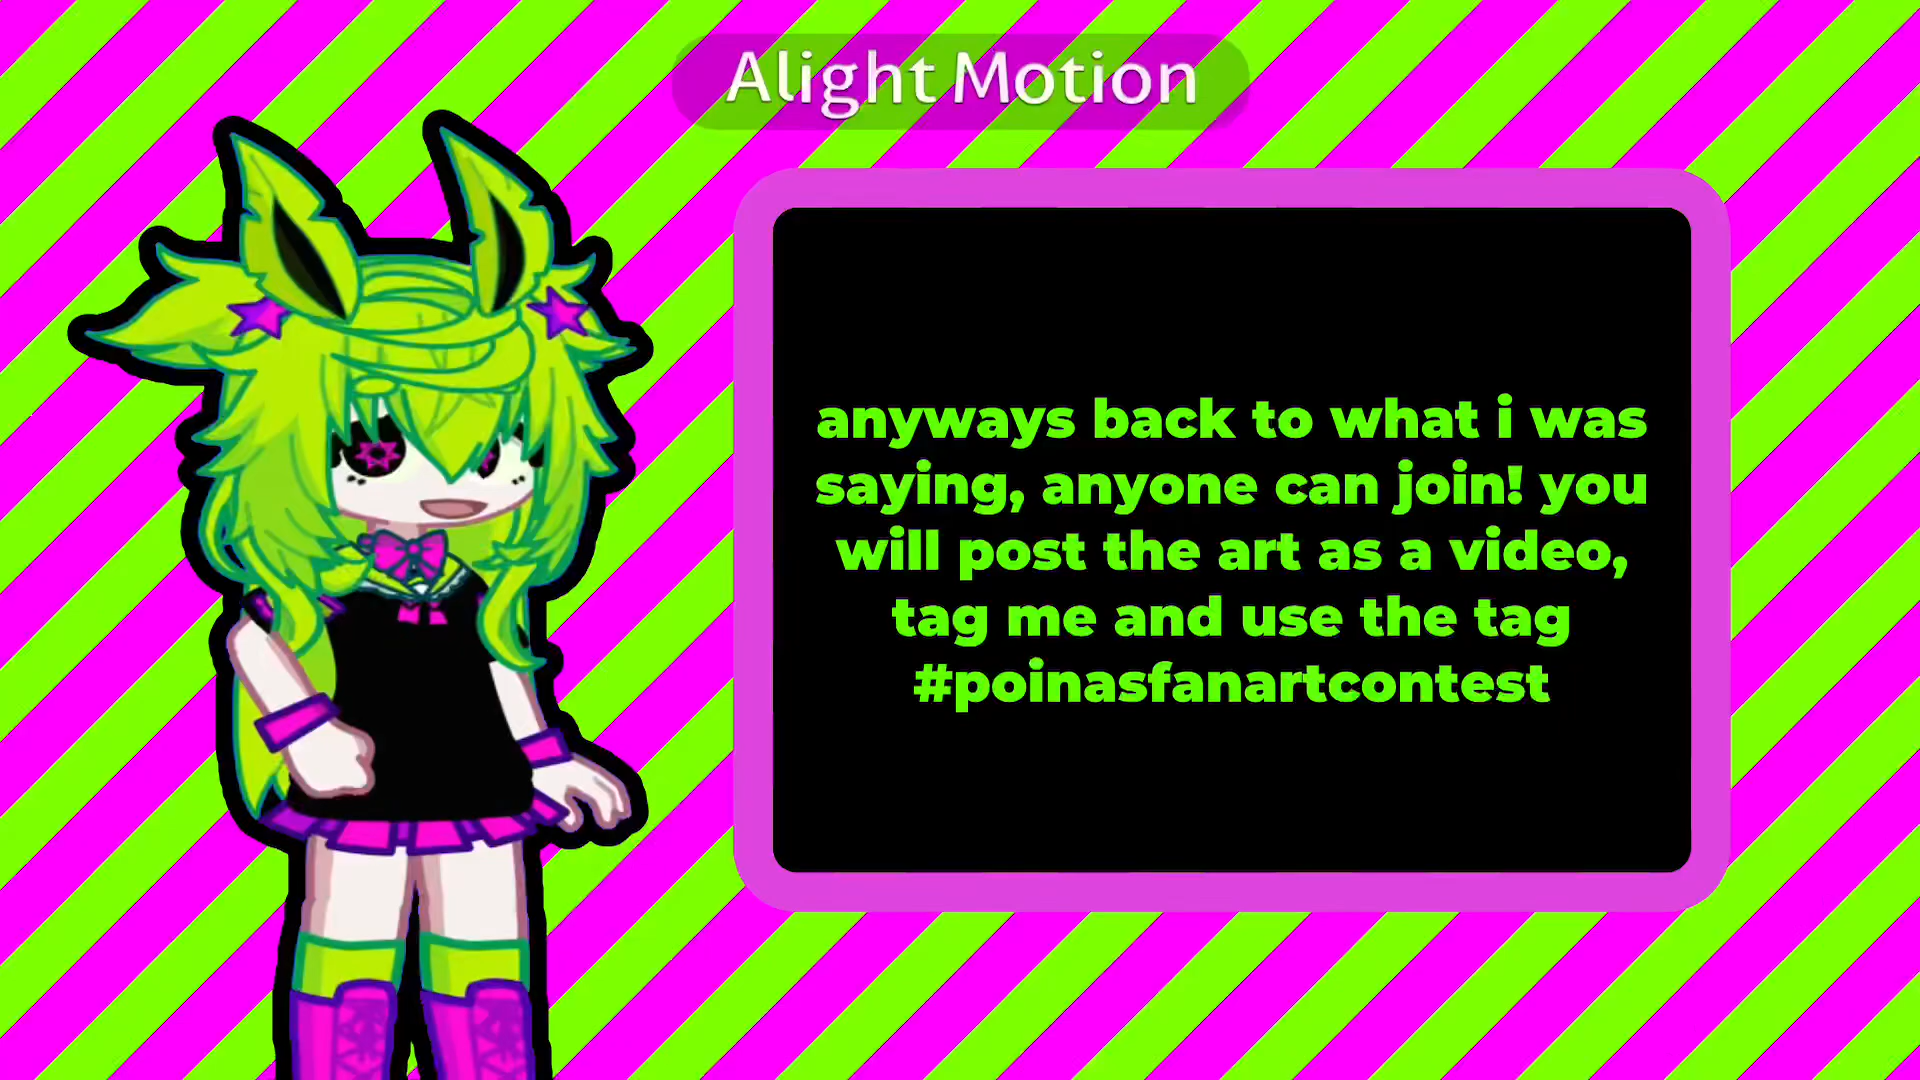 Alight Motion
anyways back to what i was
saying, anyone can join! you
will post the art as a video,
tag me and use the tag
#poinasfanartcontest